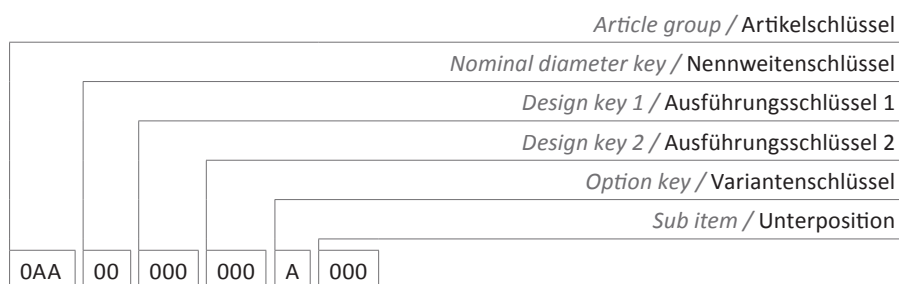 Article group / Artikelschlüssel
Nominal diameter key / Nennweitenschlüssel
Design key 1 / Ausführungsschlüssel 1
Design key 2 / Ausführungsschlüssel 2
Option key / Variantenschlüssel
Sub item / Unterposition
0AA 00 000 000 A 000